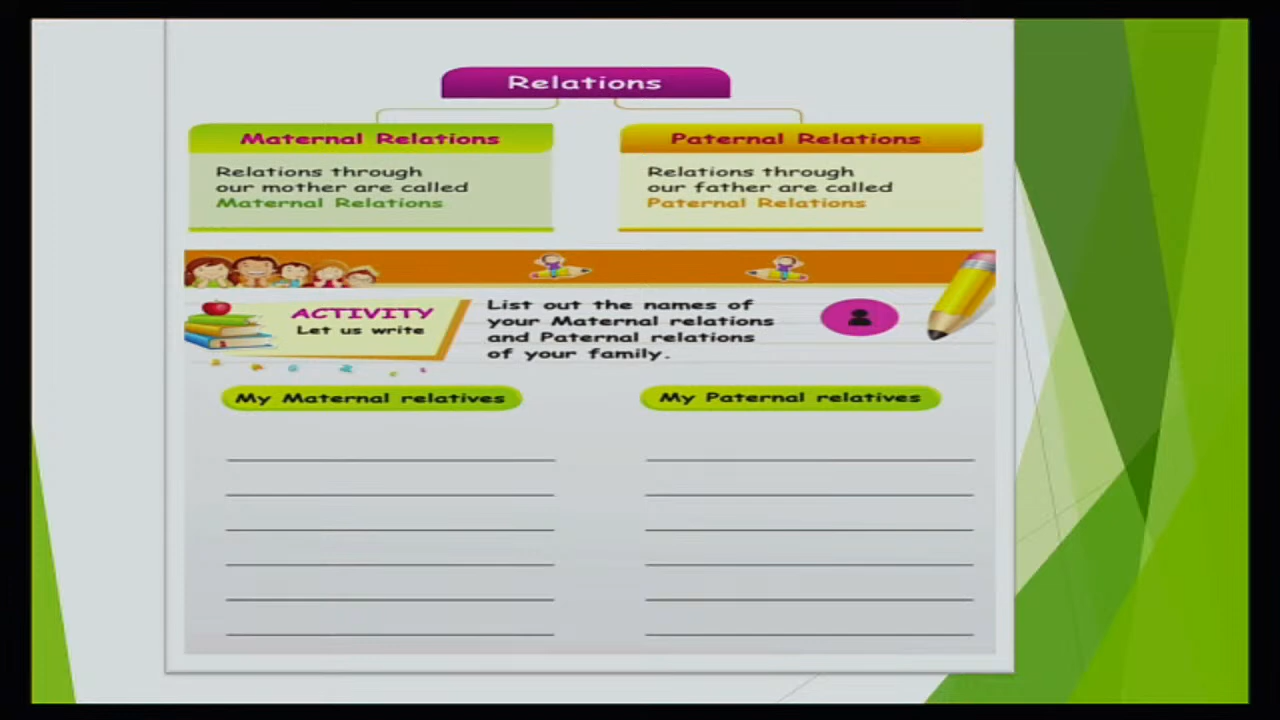 Relations
Maternal Relations
Relations through
our mother are called
Maternal Relations
Paternal Relations
Relations through
our father are called
Paternal Relations
ACTIVITY
Let us write
List out the names of
your Maternal relations
and Paternal relations
of your family.
My Maternal relatives
My Paternal relatives